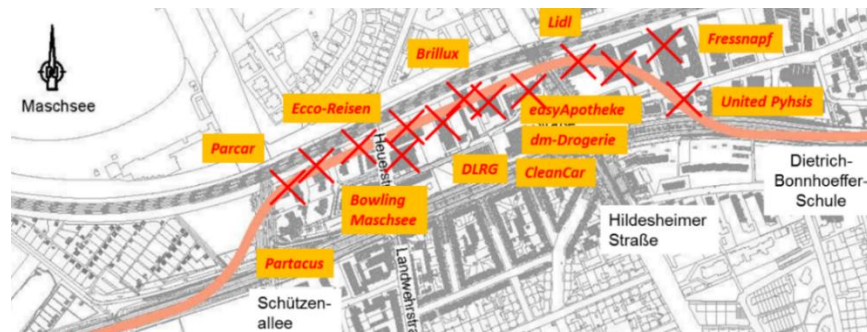 Lidl
Fressnapf
Brillux
Maschsee
Ecco-Reisen
easyApotheke
United Pyhsis
Parcar
dm-Drogerie
DLRG
CleanCar
Dietrich-
Bonnhoeffer-
Schule
Bowling
Maschsee
Hildesheimer
Straße
Partacus
Schützen-
allee
Landwehrstr